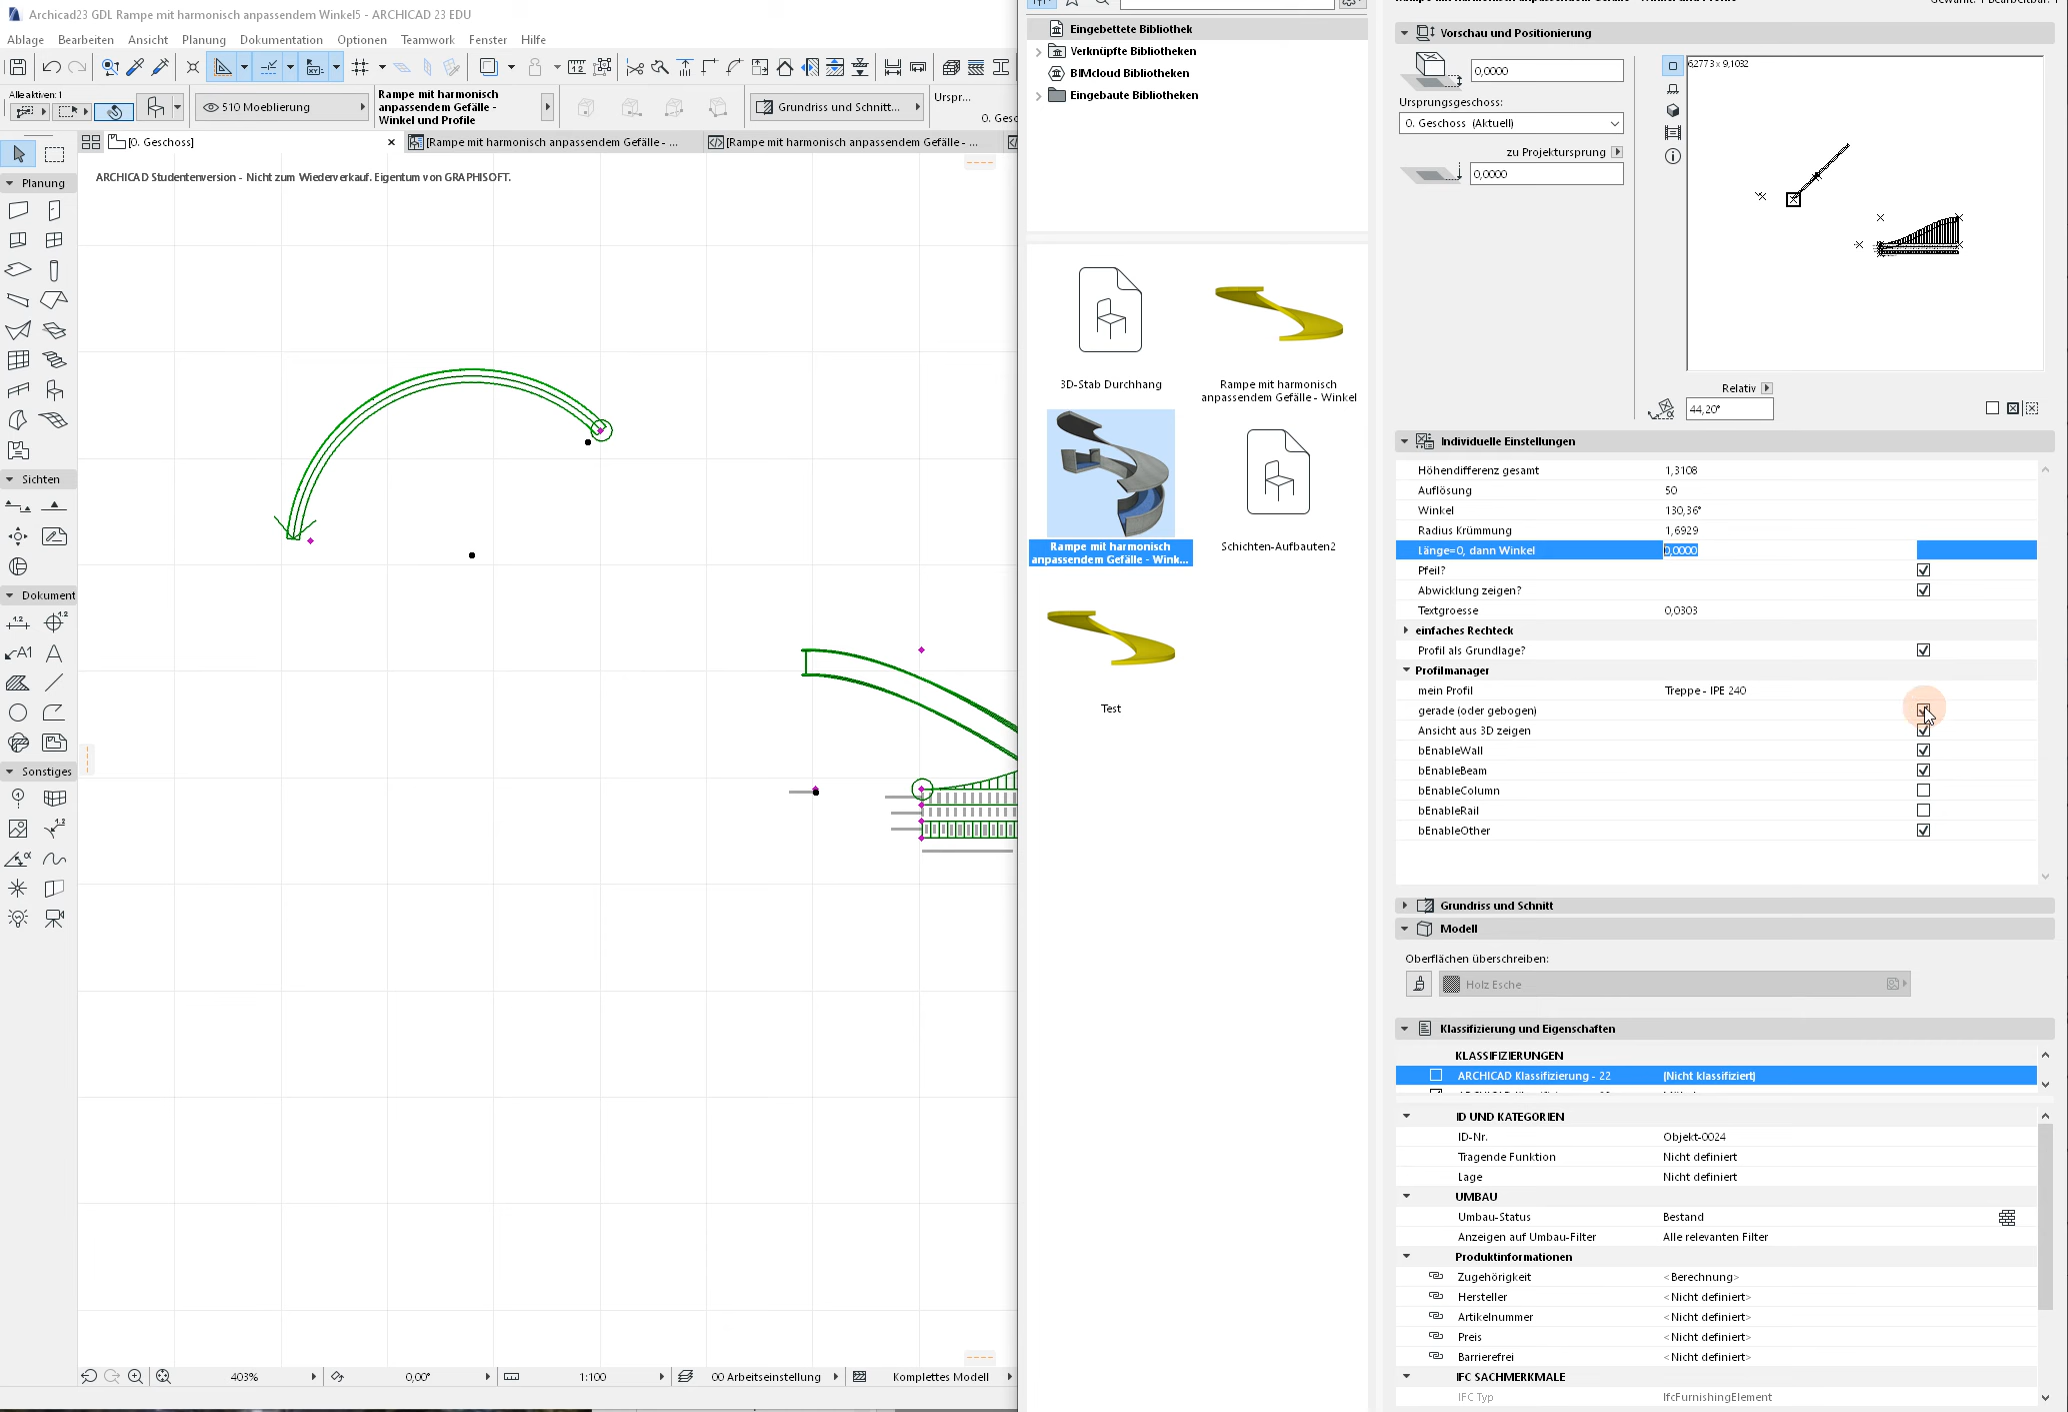 Archicad23 GDL Rampe mit harmonisch anpassendem Winkel5 - ARCHICAD 23 EDU
Ablage Bearbeiten Ansicht Planung Dokumentation Optionen Teamwork Fenster Hilfe
Alle aktiven: 1
510 Moeblierung
Rampe mit harmonisch
anpassendem Gefälle -
Winkel und Profile
Grundriss und Schnitt...
Urspr...
0. Gesc
[0. Geschoss]
[Rampe mit harmonisch anpassendem Gefälle - ...
[Rampe mit harmonisch anpassendem Gefälle - ...
ARCHICAD Studentenversion - Nicht zum Wiederverkauf. Eigentum von GRAPHISOFT.
Planung
Sichten
Dokument
Sonstiges
403%
0,00°
1:100
00 Arbeitseinstellung
Komplettes Modell
Eingebettete Bibliothek
Verknüpfte Bibliotheken
BIMcloud Bibliotheken
Eingebaute Bibliotheken
3D-Stab Durchhang
Rampe mit harmonisch
anpassendem Gefälle - Winkel
Rampe mit harmonisch
anpassendem Gefälle - Wink...
Schichten-Aufbauten2
Test
Vorschau und Positionierung
0,0000
Ursprungsgeschoss:
0. Geschoss (Aktuell)
zu Projektursprung
0,0000
Relativ
44,20°
Individuelle Einstellungen
Höhendifferenz gesamt 1,3108
Auflösung 50
Winkel 130,36°
Radius Krümmung 1,6929
Länge=0, dann Winkel 0,0000
Pfeil?
Abwicklung zeigen?
Textgroesse 0,0303
einfaches Rechteck
Profil als Grundlage?
Profilmanager
mein Profil Treppe - IPE 240
gerade (oder gebogen)
Ansicht aus 3D zeigen
bEnableWall
bEnableBeam
bEnableColumn
bEnableRail
bEnableOther
Grundriss und Schnitt
Modell
Oberflächen überschreiben:
Holz Esche
Klassifizierung und Eigenschaften
KLASSIFIZIERUNGEN
ARCHICAD Klassifizierung - 22 (Nicht klassifiziert)
ID UND KATEGORIEN
ID-Nr. Objekt-0024
Tragende Funktion Nicht definiert
Lage Nicht definiert
UMBAU
Umbau-Status Bestand
Anzeigen auf Umbau-Filter Alle relevanten Filter
Produktinformationen
Zugehörigkeit <Berechnung>
Hersteller <Nicht definiert>
Artikelnummer <Nicht definiert>
Preis <Nicht definiert>
Barrierefrei <Nicht definiert>
IFC SACHMERKMALE
IFC Typ IfcFurnishingElement